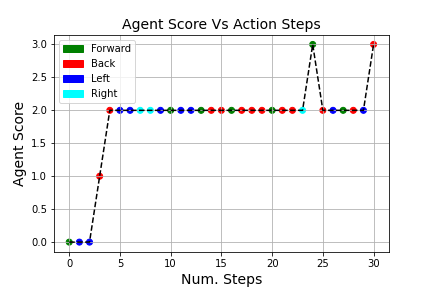 Agent Score Vs Action Steps
Agent Score
3.0
2.5
2.0
1.5
1.0
0.5
0.0
Forward
Back
Left
Right
0 5 10 15 20 25 30
Num. Steps